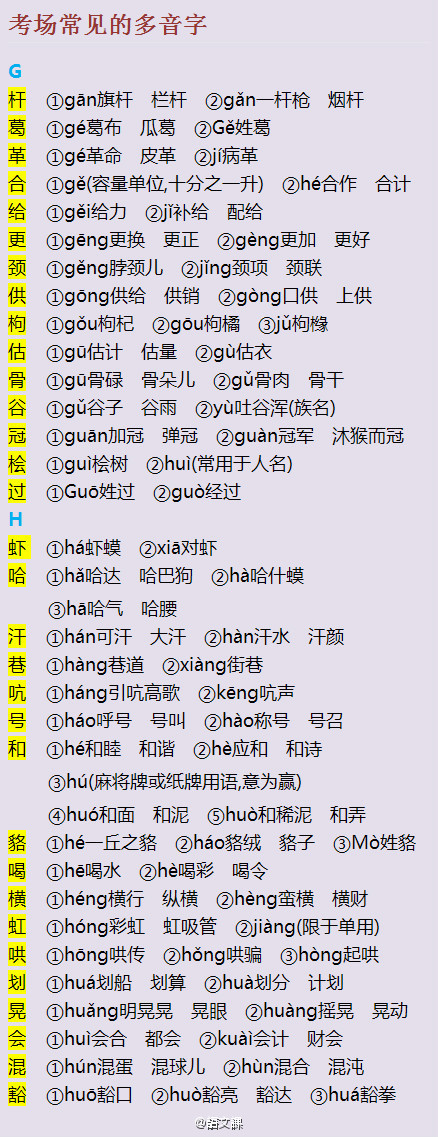 考场常见的多音字
G
杆 ①gān旗杆 栏杆 ②gǎn一杆枪 烟杆
葛 ①gé葛布 瓜葛 ②Gě姓葛
革 ①gé革命 皮革 ②jí病革
合 ①gě(容量单位,十分之一升) ②hé合作 合计
给 ①gěi给力 ②jǐ补给 配给
更 ①gēng更换 更正 ②gèng更加 更好
颈 ①gěng脖颈儿 ②jǐng颈项 颈联
供 ①gōng供给 供销 ②gòng口供 上供
枸 ①gǒu枸杞 ②gōu枸橘 ③jǔ枸橼
估 ①gū估计 估量 ②gù估衣
骨 ①gū骨碌 骨朵儿 ②gǔ骨肉 骨干
谷 ①gǔ谷子 谷雨 ②yù吐谷浑(族名)
冠 ①guān加冠 弹冠 ②guàn冠军 沐猴而冠
桧 ①guì桧树 ②huì(常用于人名)
过 ①Guō姓过 ②guò经过
H
虾 ①há虾蟆 ②xiā对虾
哈 ①hǎ哈达 哈巴狗 ②hà哈什蟆
③hā哈气 哈腰
汗 ①hán可汗 大汗 ②hàn汗水 汗颜
巷 ①hàng巷道 ②xiàng街巷
吭 ①háng引吭高歌 ②kēng吭声
号 ①háo呼号 号叫 ②hào称号 号召
和 ①hé和睦 和谐 ②hè应和 和诗
③hú(麻将牌或纸牌用语,意为赢)
④huó和面 和泥 ⑤huò和稀泥 和弄
貉 ①hé一丘之貉 ②háo貉绒 貉子 ③Mò姓貉
喝 ①hē喝水 ②hè喝彩 喝令
横 ①héng横行 纵横 ②hèng蛮横 横财
虹 ①hóng彩虹 虹吸管 ②jiàng(限于单用)
哄 ①hōng哄传 ②hǒng哄骗 ③hòng起哄
划 ①huá划船 划算 ②huà划分 计划
晃 ①huǎng明晃晃 晃眼 ②huàng摇晃 晃动
会 ①huì会合 都会 ②kuàì会计 财会
混 ①hún混蛋 混球儿 ②hùn混合 混沌
豁 ①huō豁口 ②huò豁亮 豁达 ③huá豁拳
@语文课